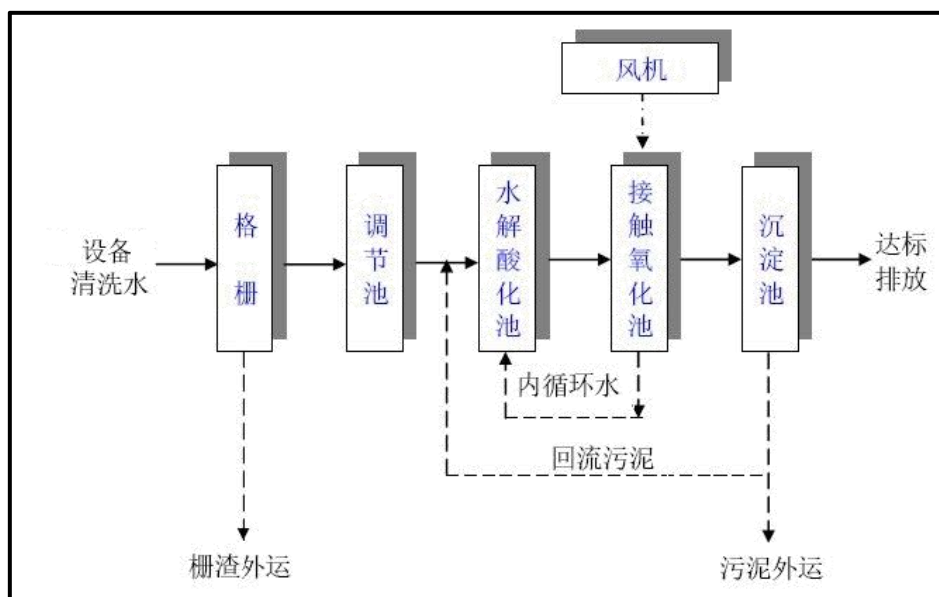 风机
格栅
调节池
水解酸化池
接触氧化池
沉淀池
设备
清洗水
达标
排放
内循环水
回流污泥
栅渣外运
污泥外运